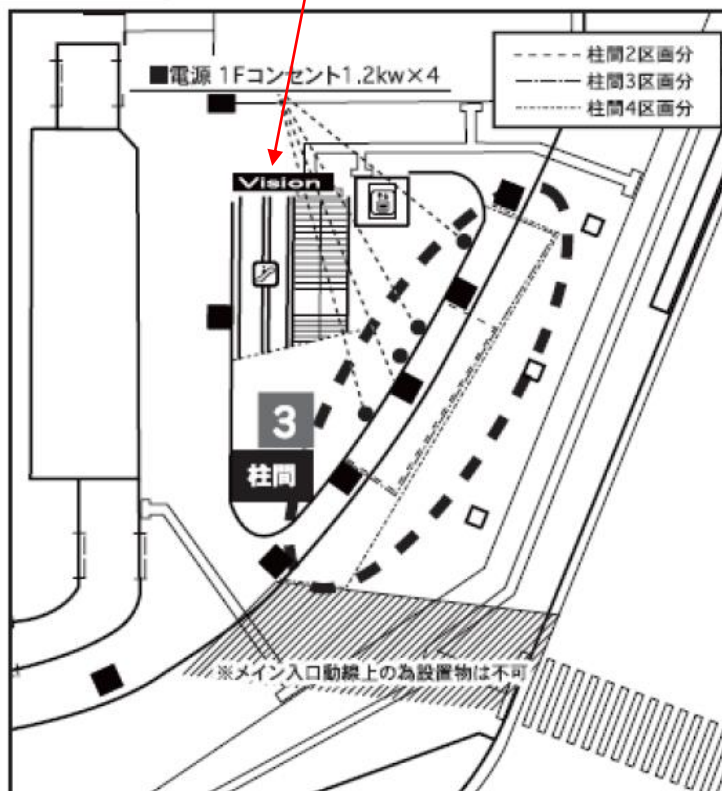 ■電源 1Fコンセント1.2kw×4
柱間2区画分
柱間3区画分
柱間4区画分
Vision
3
柱間
※メイン入口動線上の為設置物は不可